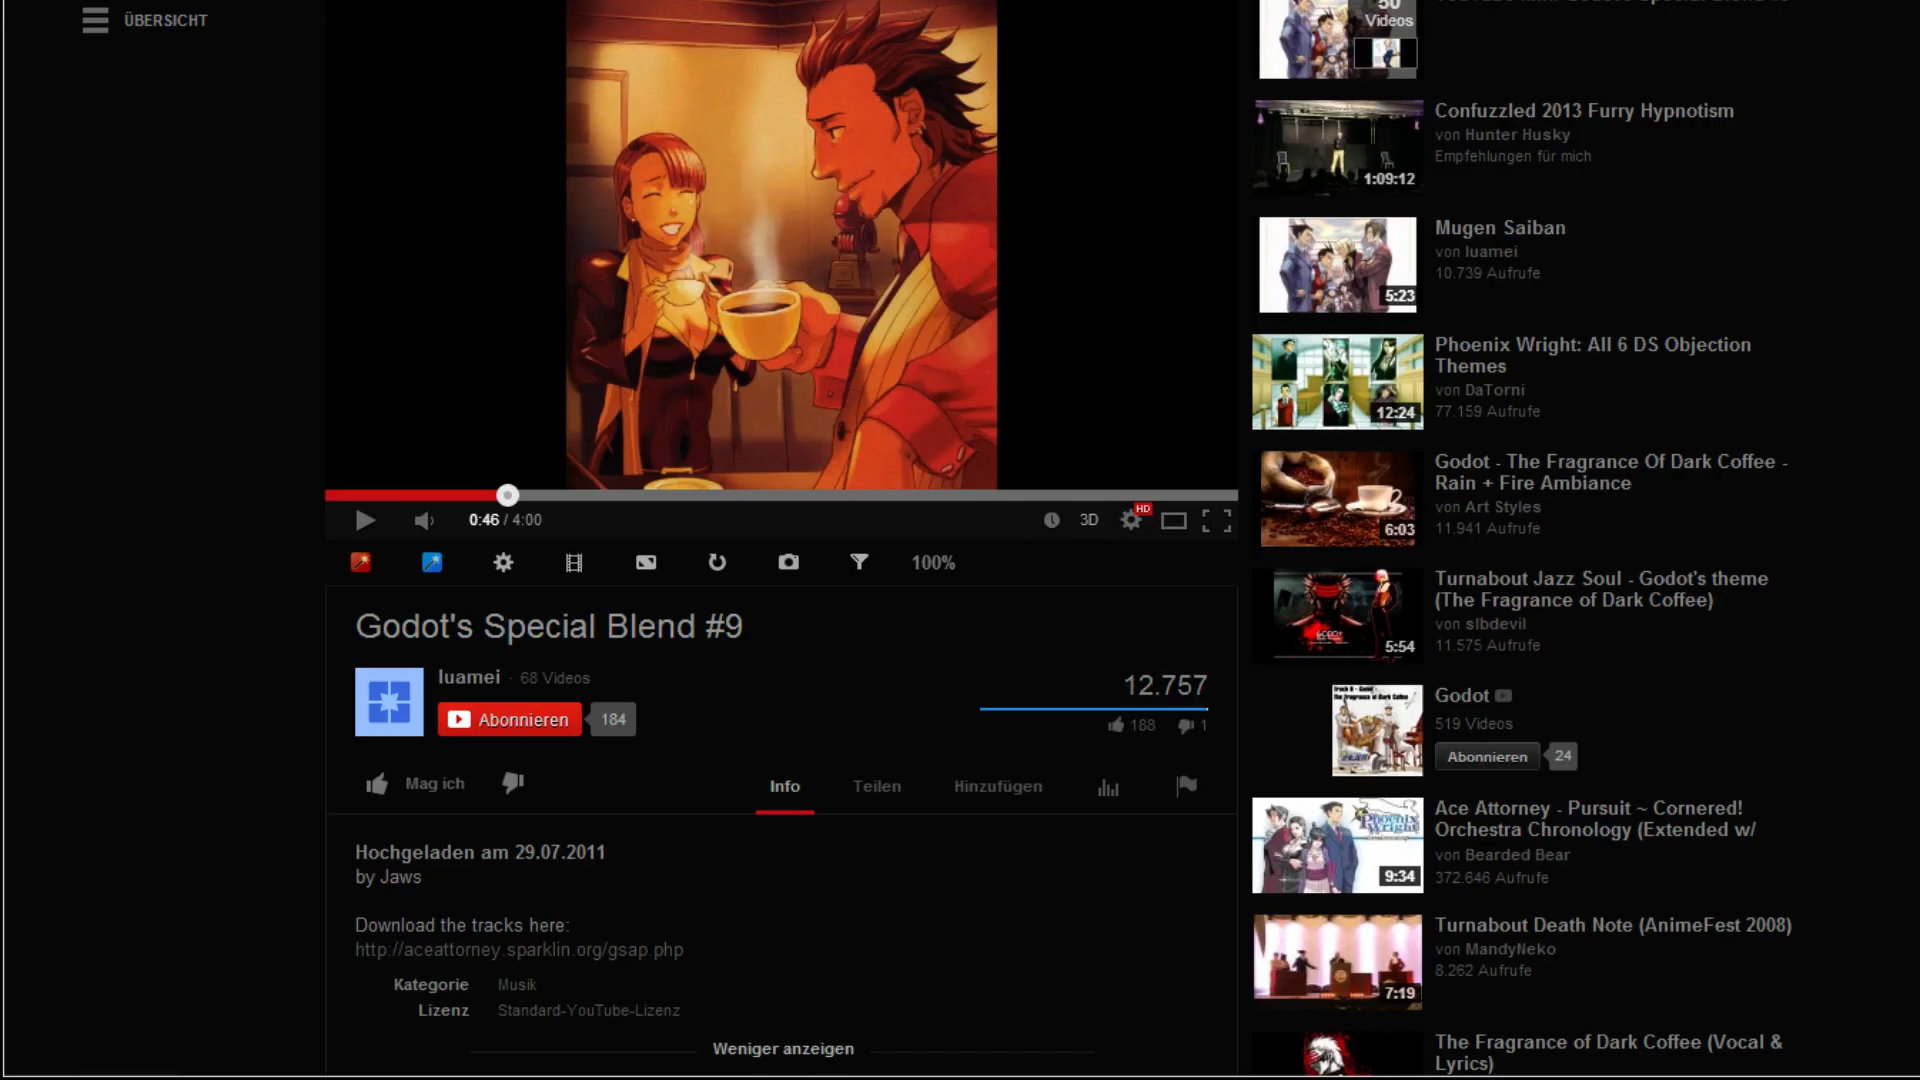 ÜBERSICHT
0:46 / 4:00
3D
HD
100%
Godot's Special Blend #9
luamei · 68 Videos
Abonnieren
184
12.757
188
1
Mag ich
Info
Teilen
Hinzufügen
Hochgeladen am 29.07.2011
by Jaws
Download the tracks here:
http://aceattorney.sparklin.org/gsap.php
Kategorie Musik
Lizenz Standard-YouTube-Lizenz
Weniger anzeigen
50
Videos
Confuzzled 2013 Furry Hypnotism
von Hunter Husky
Empfehlungen für mich
1:09:12
Mugen Saiban
von luamei
10.739 Aufrufe
5:23
Phoenix Wright: All 6 DS Objection
Themes
von DaTorni
77.159 Aufrufe
12:24
Godot - The Fragrance Of Dark Coffee -
Rain + Fire Ambiance
von Art Styles
11.941 Aufrufe
6:03
Turnabout Jazz Soul - Godot's theme
(The Fragrance of Dark Coffee)
von slbdevil
11.575 Aufrufe
GODOT
5:54
Godot
519 Videos
Abonnieren
24
Ace Attorney - Pursuit ~ Cornered!
Orchestra Chronology (Extended w/
von Bearded Bear
372.646 Aufrufe
Phoenix
Wright
9:34
Turnabout Death Note (AnimeFest 2008)
von MandyNeko
8.262 Aufrufe
7:19
The Fragrance of Dark Coffee (Vocal &
Lyrics)